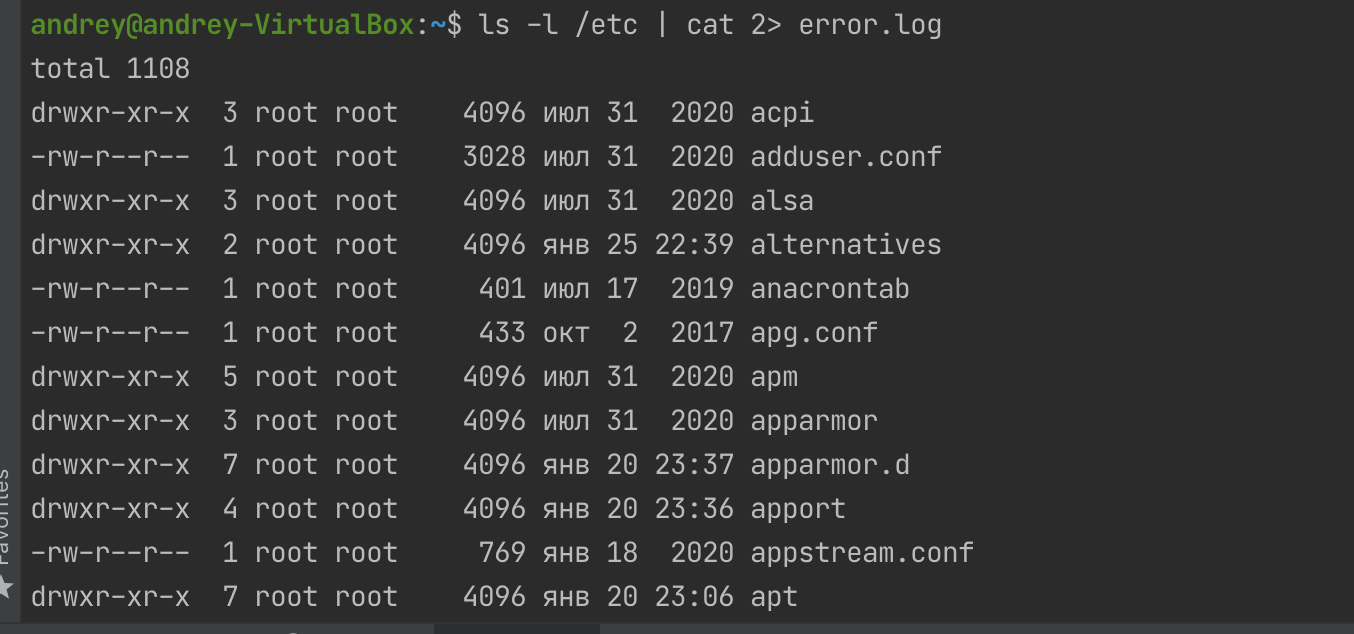 andrey@andrey-VirtualBox:~$ ls -l /etc | cat 2> error.log
total 1108
drwxr-xr-x  3 root root    4096 июл 31  2020 acpi
-rw-r--r--  1 root root    3028 июл 31  2020 adduser.conf
drwxr-xr-x  3 root root    4096 июл 31  2020 alsa
drwxr-xr-x  2 root root    4096 янв 25 22:39 alternatives
-rw-r--r--  1 root root     401 июл 17  2019 anacrontab
-rw-r--r--  1 root root     433 окт  2  2017 apg.conf
drwxr-xr-x  5 root root    4096 июл 31  2020 apm
drwxr-xr-x  3 root root    4096 июл 31  2020 apparmor
drwxr-xr-x  7 root root    4096 янв 20 23:37 apparmor.d
drwxr-xr-x  4 root root    4096 янв 20 23:36 apport
-rw-r--r--  1 root root     769 янв 18  2020 appstream.conf
drwxr-xr-x  7 root root    4096 янв 20 23:06 apt
Favorites